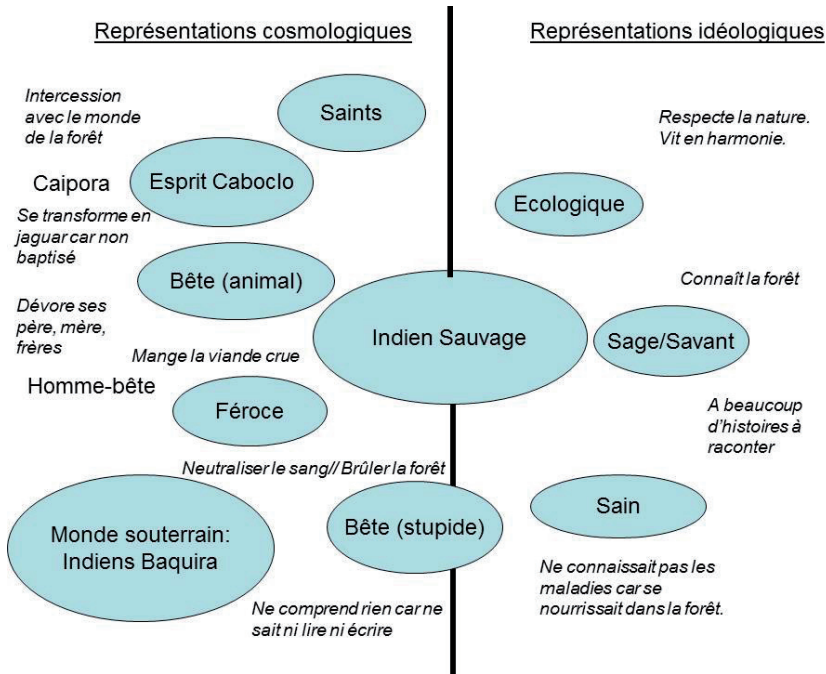 Représentations cosmologiques
Représentations idéologiques
Intercession
avec le monde
de la forêt
Saints
Respecte la nature.
Vit en harmonie.
Caipora
Esprit Caboclo
Ecologique
Se transforme en
jaguar car non
baptisé
Bête (animal)
Connaît la forêt
Dévore ses
père, mère,
frères
Indien Sauvage
Sage/Savant
Mange la viande crue
Homme-bête
Féroce
A beaucoup
d'histoires à
raconter
Neutraliser le sang// Brûler la forêt
Monde souterrain:
Indiens Baquira
Bête (stupide)
Sain
Ne connaissait pas les
maladies car se
nourrissait dans la forêt.
Ne comprend rien car ne
sait ni lire ni écrire